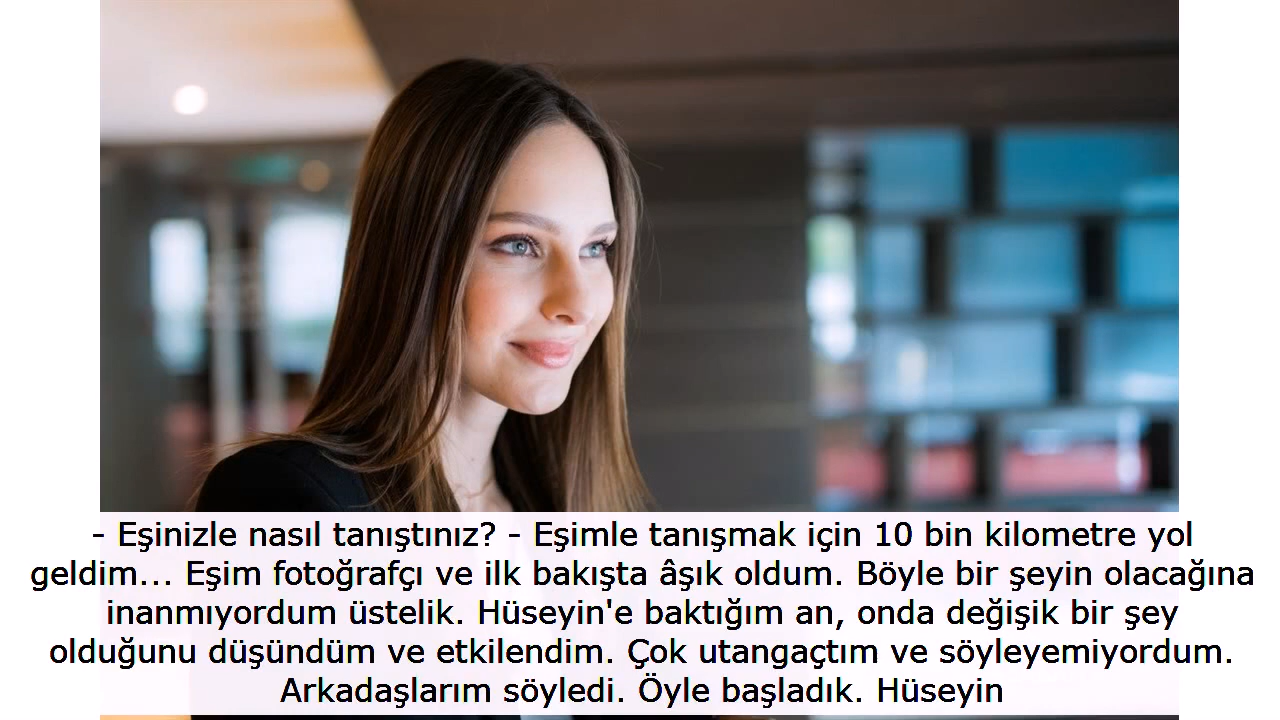 - Eşinizle nasıl tanıştınız? - Eşimle tanışmak için 10 bin kilometre yol
geldim... Eşim fotoğrafçı ve ilk bakışta âşık oldum. Böyle bir şeyin olacağına
inanmıyordum üstelik. Hüseyin'e baktığım an, onda değişik bir şey
olduğunu düşündüm ve etkilendim. Çok utangaçtım ve söyleyemiyordum.
Arkadaşlarım söyledi. Öyle başladık. Hüseyin